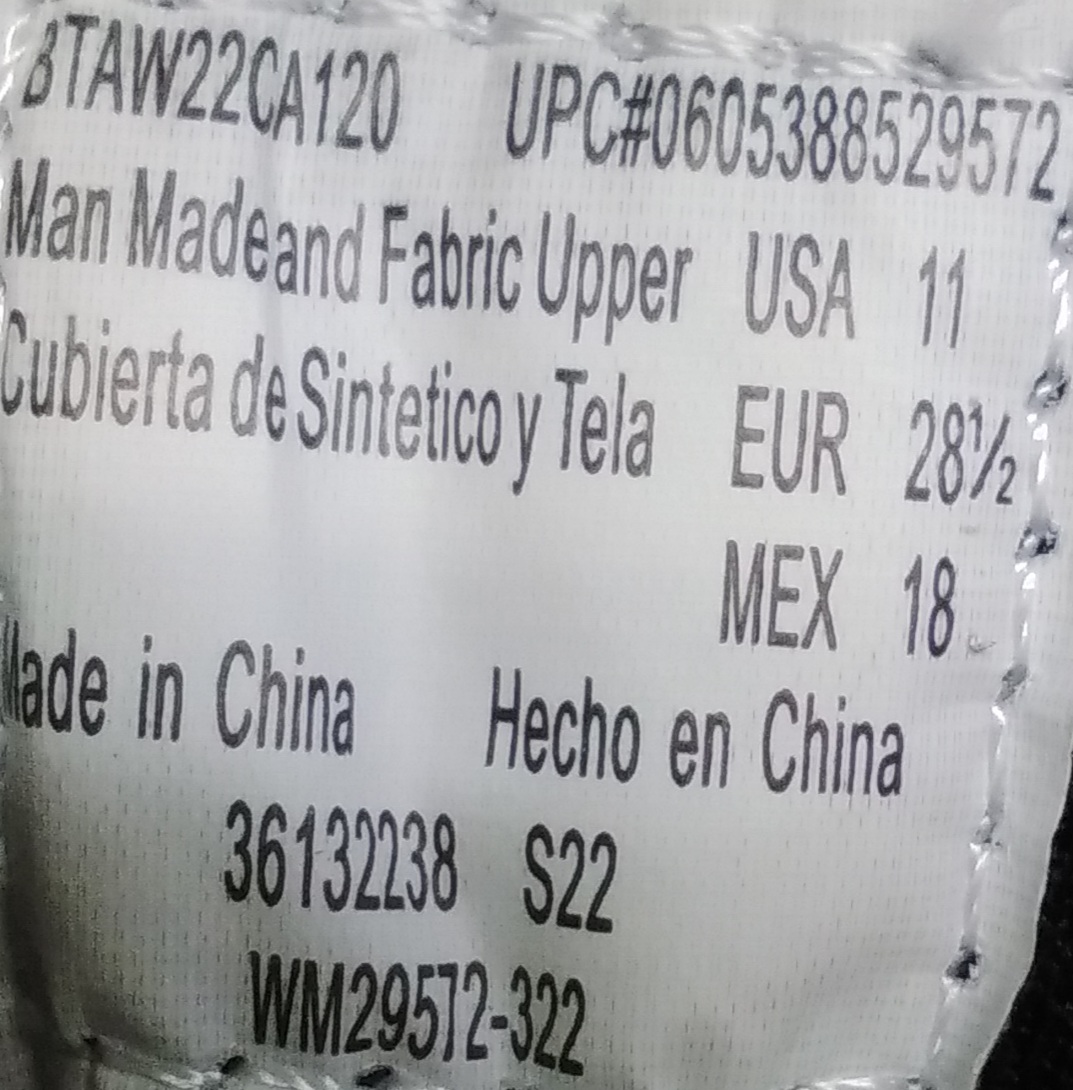 BTAW22CA120 UPC#0605388529572
Man Madeand Fabric Upper USA 11
Cubierta de Sintetico y Tela EUR 28½
MEX 18
Made in China Hecho en China
36132238 S22
WM29572-322